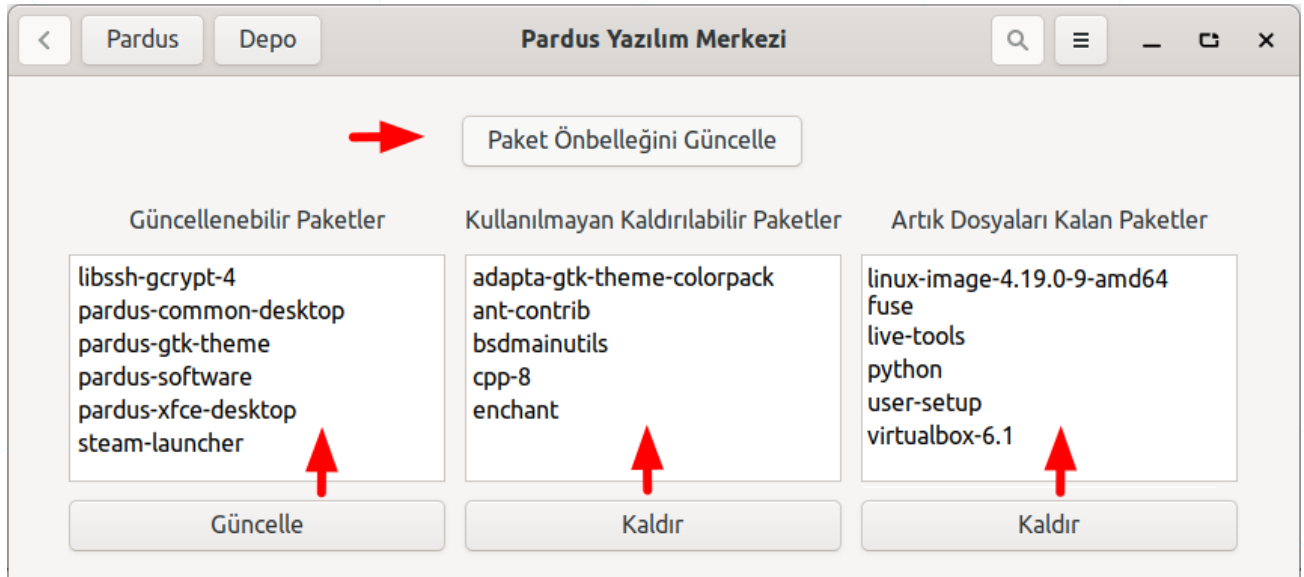 Pardus Depo Pardus Yazılım Merkezi
Paket Önbelleğini Güncelle
Güncellenebilir Paketler
libssh-gcrypt-4
pardus-common-desktop
pardus-gtk-theme
pardus-software
pardus-xfce-desktop
steam-launcher
Güncelle
Kullanılmayan Kaldırılabilir Paketler
adapta-gtk-theme-colorpack
ant-contrib
bsdmainutils
cpp-8
enchant
Kaldır
Artık Dosyaları Kalan Paketler
linux-image-4.19.0-9-amd64
fuse
live-tools
python
user-setup
virtualbox-6.1
Kaldır